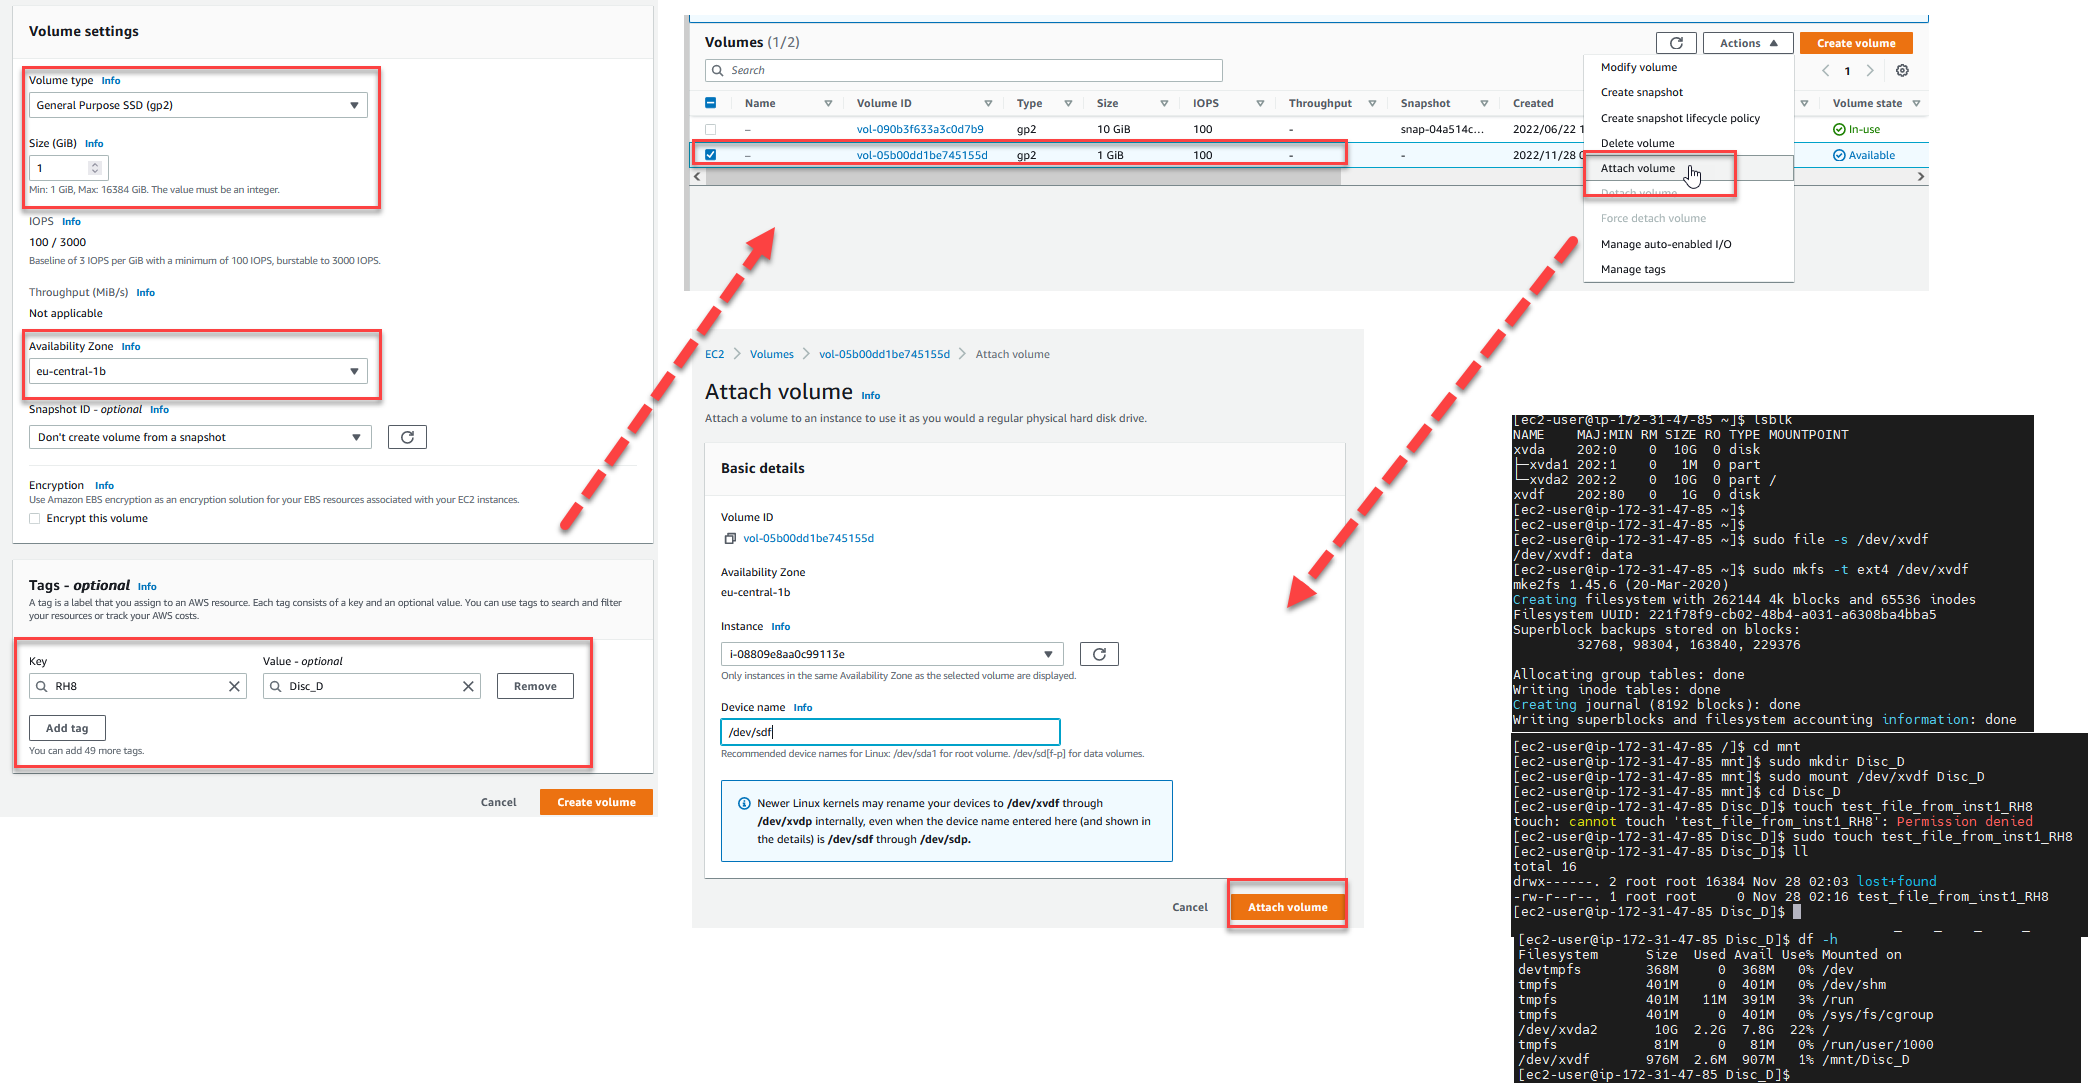 Volume settings
Volume type Info
General Purpose SSD (gp2)
Size (GiB) Info
1
Min: 1 GiB, Max: 16384 GiB. The value must be an integer.
IOPS Info
100 / 3000
Baseline of 3 IOPS per GiB with a minimum of 100 IOPS, burstable to 3000 IOPS.
Throughput (MiB/s) Info
Not applicable
Availability Zone Info
eu-central-1b
Snapshot ID - optional Info
Don't create volume from a snapshot
Encryption Info
Use Amazon EBS encryption as an encryption solution for your EBS resources associated with your EC2 instances.
Encrypt this volume
Tags - optional Info
A tag is a label that you assign to an AWS resource. Each tag consists of a key and an optional value. You can use tags to search and filter
your resources or track your AWS costs.
Key Value - optional
RH8 Disc_D Remove
Add tag
You can add 49 more tags.
Cancel Create volume
Volumes (1/2) Actions Create volume
Search
1
Name Volume ID Type Size IOPS Throughput Snapshot Created Volume state
– vol-090b3f633a3c0d7b9 gp2 10 GiB 100 - snap-04a514c... 2022/06/22 1 In-use
– vol-05b00dd1be745155d gp2 1 GiB 100 - - 2022/11/28 0 Available
Modify volume
Create snapshot
Create snapshot lifecycle policy
Delete volume
Attach volume
Detach volume
Force detach volume
Manage auto-enabled I/O
Manage tags
EC2 Volumes vol-05b00dd1be745155d Attach volume
Attach volume Info
Attach a volume to an instance to use it as you would a regular physical hard disk drive.
Basic details
Volume ID
vol-05b00dd1be745155d
Availability Zone
eu-central-1b
Instance Info
i-08809e8aa0c99113e
Only instances in the same Availability Zone as the selected volume are displayed.
Device name Info
/dev/sdf
Recommended device names for Linux: /dev/sda1 for root volume. /dev/sd[f-p] for data volumes.
Newer Linux kernels may rename your devices to /dev/xvdf through
/dev/xvdp internally, even when the device name entered here (and shown in
the details) is /dev/sdf through /dev/sdp.
Cancel Attach volume
[ec2-user@ip-172-31-47-85 ~]$ lsblk
NAME MAJ:MIN RM SIZE RO TYPE MOUNTPOINT
xvda 202:0 0 10G 0 disk
├─xvda1 202:1 0 1M 0 part
└─xvda2 202:2 0 10G 0 part /
xvdf 202:80 0 1G 0 disk
[ec2-user@ip-172-31-47-85 ~]$
[ec2-user@ip-172-31-47-85 ~]$
[ec2-user@ip-172-31-47-85 ~]$ sudo file -s /dev/xvdf
/dev/xvdf: data
[ec2-user@ip-172-31-47-85 ~]$ sudo mkfs -t ext4 /dev/xvdf
mke2fs 1.45.6 (20-Mar-2020)
Creating filesystem with 262144 4k blocks and 65536 inodes
Filesystem UUID: 221f78f9-cb02-48b4-a031-a6308ba4bba5
Superblock backups stored on blocks:
32768, 98304, 163840, 229376
Allocating group tables: done
Writing inode tables: done
Creating journal (8192 blocks): done
Writing superblocks and filesystem accounting information: done
[ec2-user@ip-172-31-47-85 /]$ cd mnt
[ec2-user@ip-172-31-47-85 mnt]$ sudo mkdir Disc_D
[ec2-user@ip-172-31-47-85 mnt]$ sudo mount /dev/xvdf Disc_D
[ec2-user@ip-172-31-47-85 mnt]$ cd Disc_D
[ec2-user@ip-172-31-47-85 Disc_D]$ touch test_file_from_inst1_RH8
touch: cannot touch 'test_file_from_inst1_RH8': Permission denied
[ec2-user@ip-172-31-47-85 Disc_D]$ sudo touch test_file_from_inst1_RH8
[ec2-user@ip-172-31-47-85 Disc_D]$ ll
total 16
drwx------. 2 root root 16384 Nov 28 02:03 lost+found
-rw-r--r--. 1 root root 0 Nov 28 02:16 test_file_from_inst1_RH8
[ec2-user@ip-172-31-47-85 Disc_D]$
[ec2-user@ip-172-31-47-85 Disc_D]$ df -h
Filesystem Size Used Avail Use% Mounted on
devtmpfs 368M 0 368M 0% /dev
tmpfs 401M 0 401M 0% /dev/shm
tmpfs 401M 11M 391M 3% /run
tmpfs 401M 0 401M 0% /sys/fs/cgroup
/dev/xvda2 10G 2.2G 7.8G 22% /
tmpfs 81M 0 81M 0% /run/user/1000
/dev/xvdf 976M 2.6M 907M 1% /mnt/Disc_D
[ec2-user@ip-172-31-47-85 Disc_D]$